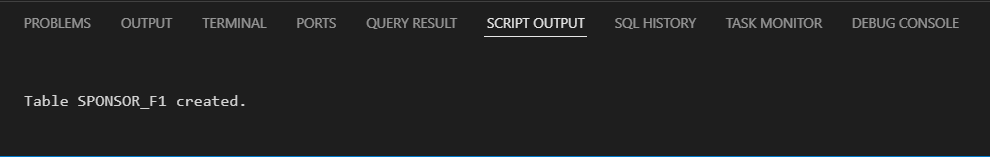 PROBLEMS OUTPUT TERMINAL PORTS QUERY RESULT SCRIPT OUTPUT SQL HISTORY TASK MONITOR DEBUG CONSOLE
Table SPONSOR_F1 created.